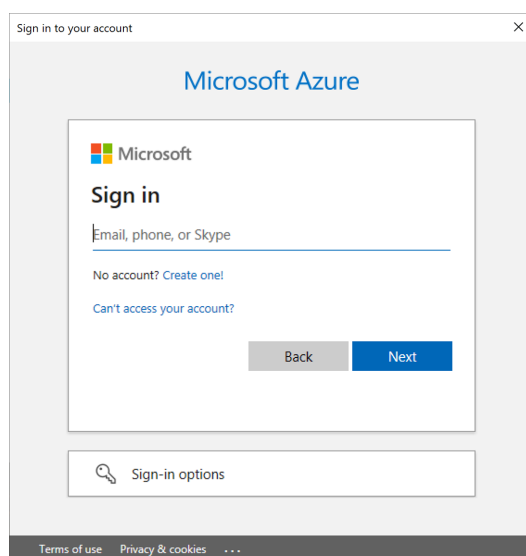 Sign in to your account
Microsoft Azure
Microsoft
Sign in
Email, phone, or Skype
No account? Create one!
Can't access your account?
Back Next
Sign-in options
Terms of use Privacy & cookies ...